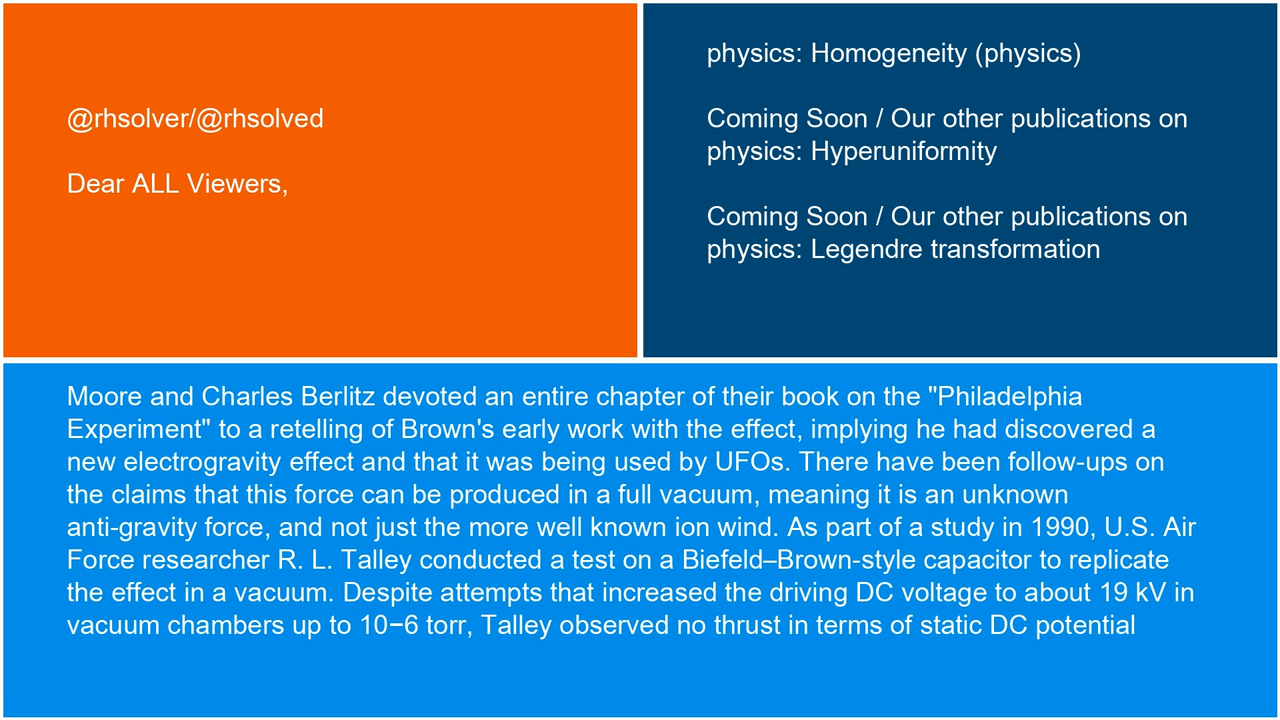 @rhsolver/@rhsolved
Dear ALL Viewers,
physics: Homogeneity (physics)
Coming Soon / Our other publications on
physics: Hyperuniformity
Coming Soon / Our other publications on
physics: Legendre transformation
Moore and Charles Berlitz devoted an entire chapter of their book on the "Philadelphia
Experiment" to a retelling of Brown's early work with the effect, implying he had discovered a
new electrogravity effect and that it was being used by UFOs. There have been follow-ups on
the claims that this force can be produced in a full vacuum, meaning it is an unknown
anti-gravity force, and not just the more well known ion wind. As part of a study in 1990, U.S. Air
Force researcher R. L. Talley conducted a test on a Biefeld–Brown-style capacitor to replicate
the effect in a vacuum. Despite attempts that increased the driving DC voltage to about 19 kV in
vacuum chambers up to 10−6 torr, Talley observed no thrust in terms of static DC potential